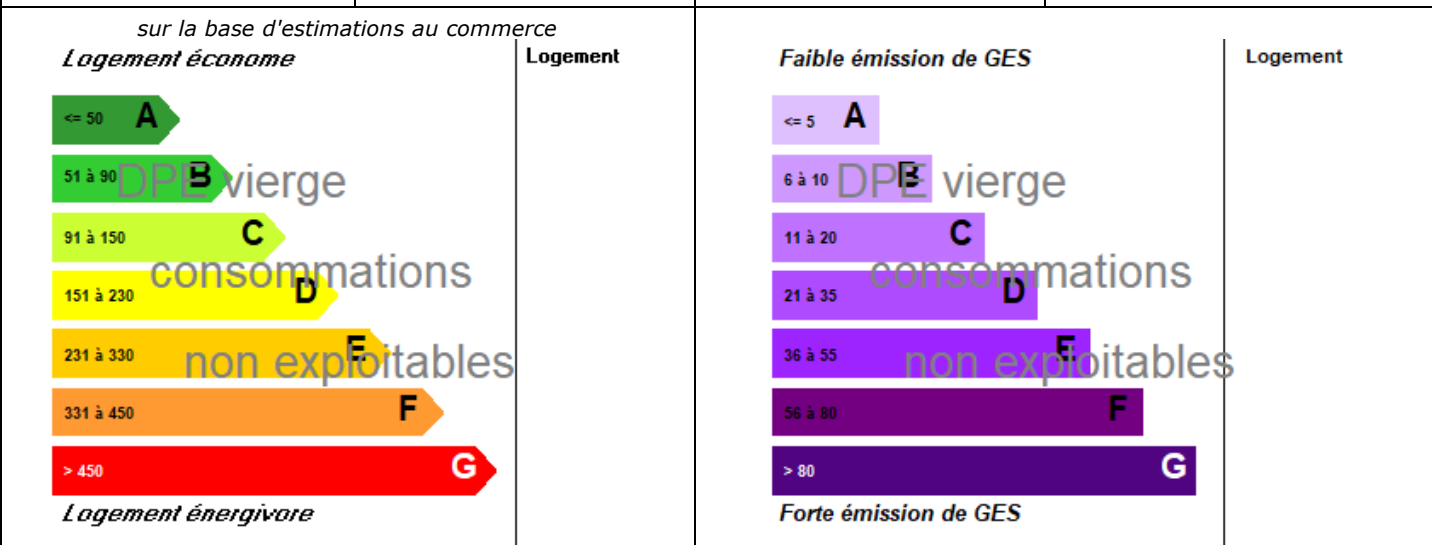 sur la base d'estimations au commerce
Logement économe
Logement
<= 50 A
51 à 90 B
DPE vierge
91 à 150 C
consommations
151 à 230 D
231 à 330 E
non exploitables
331 à 450 F
> 450 G
Logement énergivore
Faible émission de GES
Logement
<= 5 A
6 à 10 B
DPE vierge
11 à 20 C
consommations
21 à 35 D
36 à 55 E
non exploitables
56 à 80 F
> 80 G
Forte émission de GES